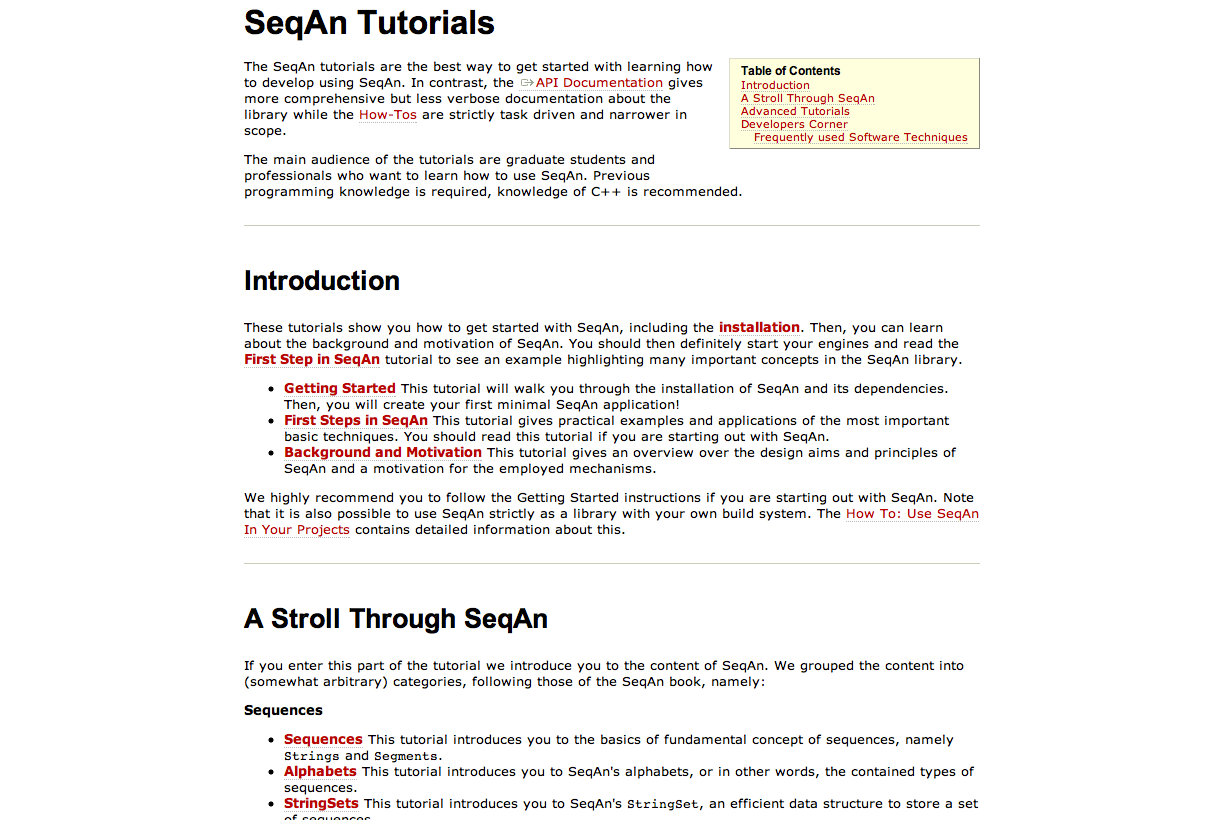 SeqAn Tutorials
The SeqAn tutorials are the best way to get started with learning how
to develop using SeqAn. In contrast, the API Documentation gives
more comprehensive but less verbose documentation about the
library while the How-Tos are strictly task driven and narrower in
scope.
Table of Contents
Introduction
A Stroll Through SeqAn
Advanced Tutorials
Developers Corner
Frequently used Software Techniques
The main audience of the tutorials are graduate students and
professionals who want to learn how to use SeqAn. Previous
programming knowledge is required, knowledge of C++ is recommended.
Introduction
These tutorials show you how to get started with SeqAn, including the installation. Then, you can learn
about the background and motivation of SeqAn. You should then definitely start your engines and read the
First Step in SeqAn tutorial to see an example highlighting many important concepts in the SeqAn library.
• Getting Started This tutorial will walk you through the installation of SeqAn and its dependencies.
Then, you will create your first minimal SeqAn application!
• First Steps in SeqAn This tutorial gives practical examples and applications of the most important
basic techniques. You should read this tutorial if you are starting out with SeqAn.
• Background and Motivation This tutorial gives an overview over the design aims and principles of
SeqAn and a motivation for the employed mechanisms.
We highly recommend you to follow the Getting Started instructions if you are starting out with SeqAn. Note
that it is also possible to use SeqAn strictly as a library with your own build system. The How To: Use SeqAn
In Your Projects contains detailed information about this.
A Stroll Through SeqAn
If you enter this part of the tutorial we introduce you to the content of SeqAn. We grouped the content into
(somewhat arbitrary) categories, following those of the SeqAn book, namely:
Sequences
• Sequences This tutorial introduces you to the basics of fundamental concept of sequences, namely
Strings and Segments.
• Alphabets This tutorial introduces you to SeqAn's alphabets, or in other words, the contained types of
sequences.
• StringSets This tutorial introduces you to SeqAn's StringSet, an efficient data structure to store a set
of sequences.